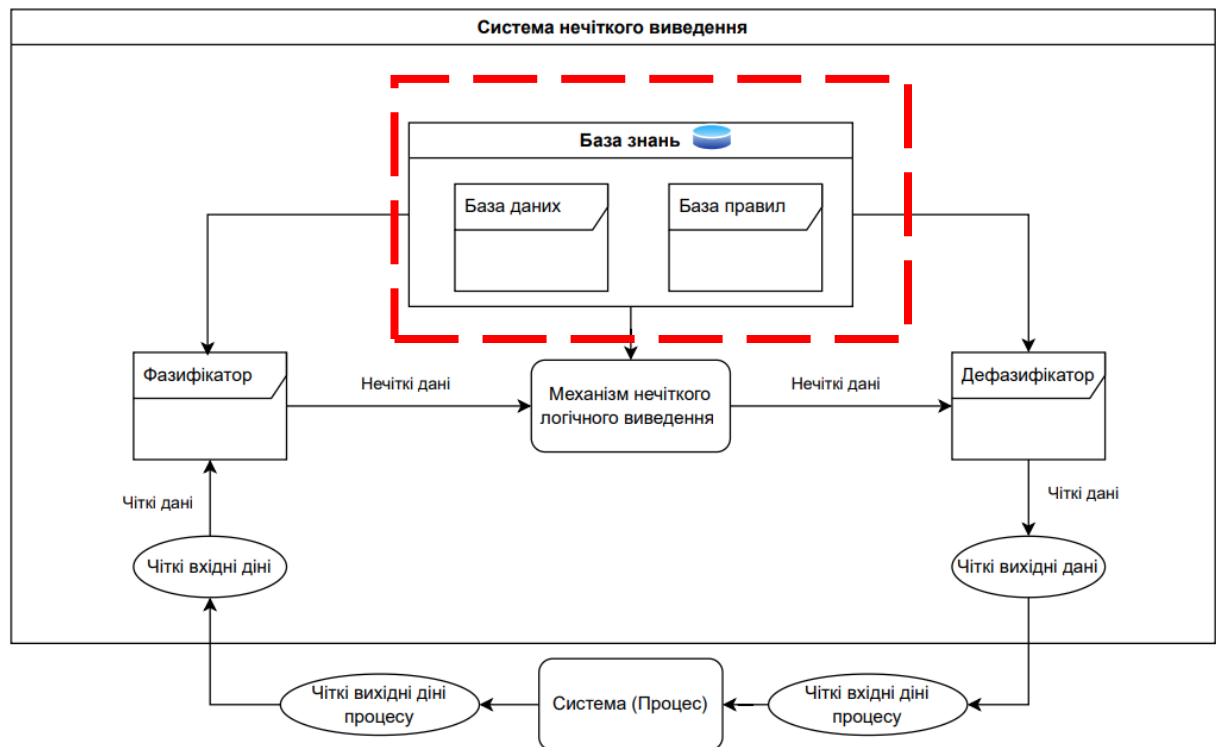 Система нечіткого виведення
База знань
База даних
База правил
Фазифікатор
Нечіткі дані
Механізм нечіткого
логічного виведення
Нечіткі дані
Дефазифікатор
Чіткі дані
Чіткі дані
Чіткі вхідні діні
Чіткі вихідні дані
Чіткі вихідні діні
процесу
Система (Процес)
Чіткі вхідні діні
процесу